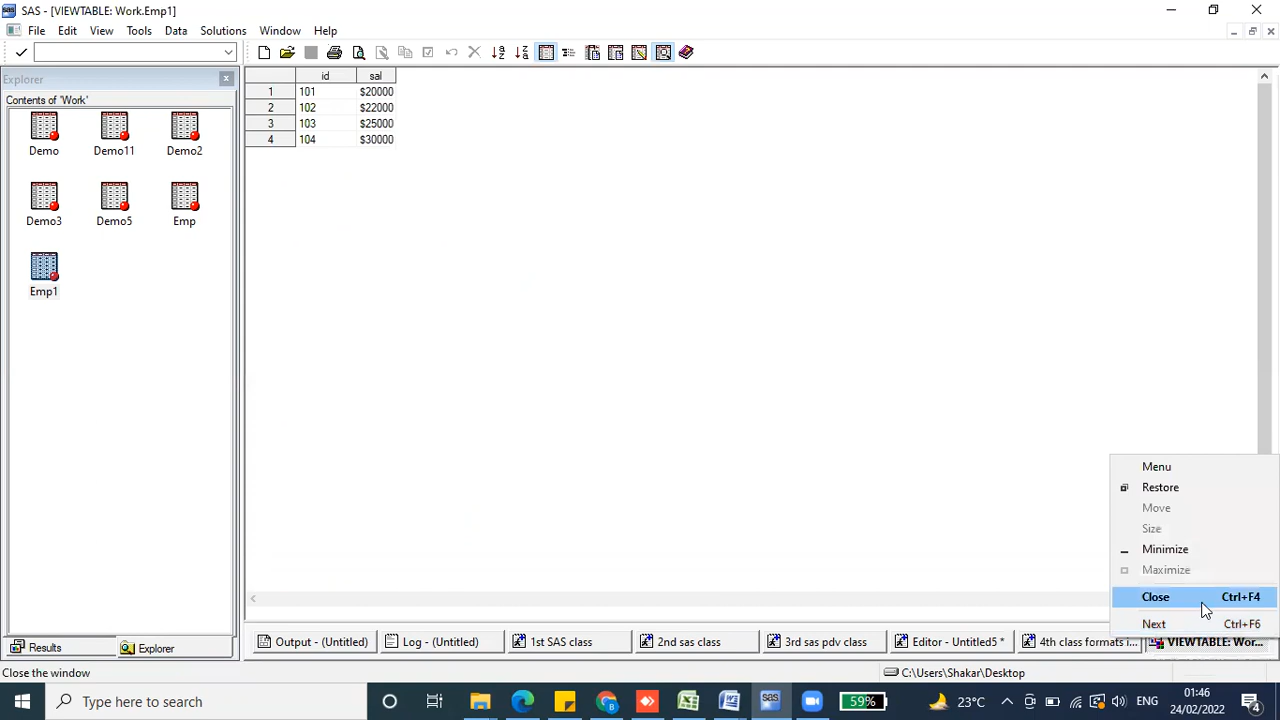 SAS - [VIEWTABLE: Work.Emp1]
File Edit View Tools Data Solutions Window Help
Explorer
Contents of 'Work'
Demo Demo11 Demo2
Demo3 Demo5 Emp
Emp1
id sal
1 101 $20000
2 102 $22000
3 103 $25000
4 104 $30000
Menu
Restore
Move
Size
Minimize
Maximize
Close Ctrl+F4
Next Ctrl+F6
Results Explorer
Output - (Untitled) Log - (Untitled) 1st SAS class 2nd sas class 3rd sas pdv class Editor - Untitled5 * 4th class formats i... VIEWTABLE: Wor...
Close the window C:\Users\Shakar\Desktop
Type here to search 59% 23°C ENG 01:46 24/02/2022 4